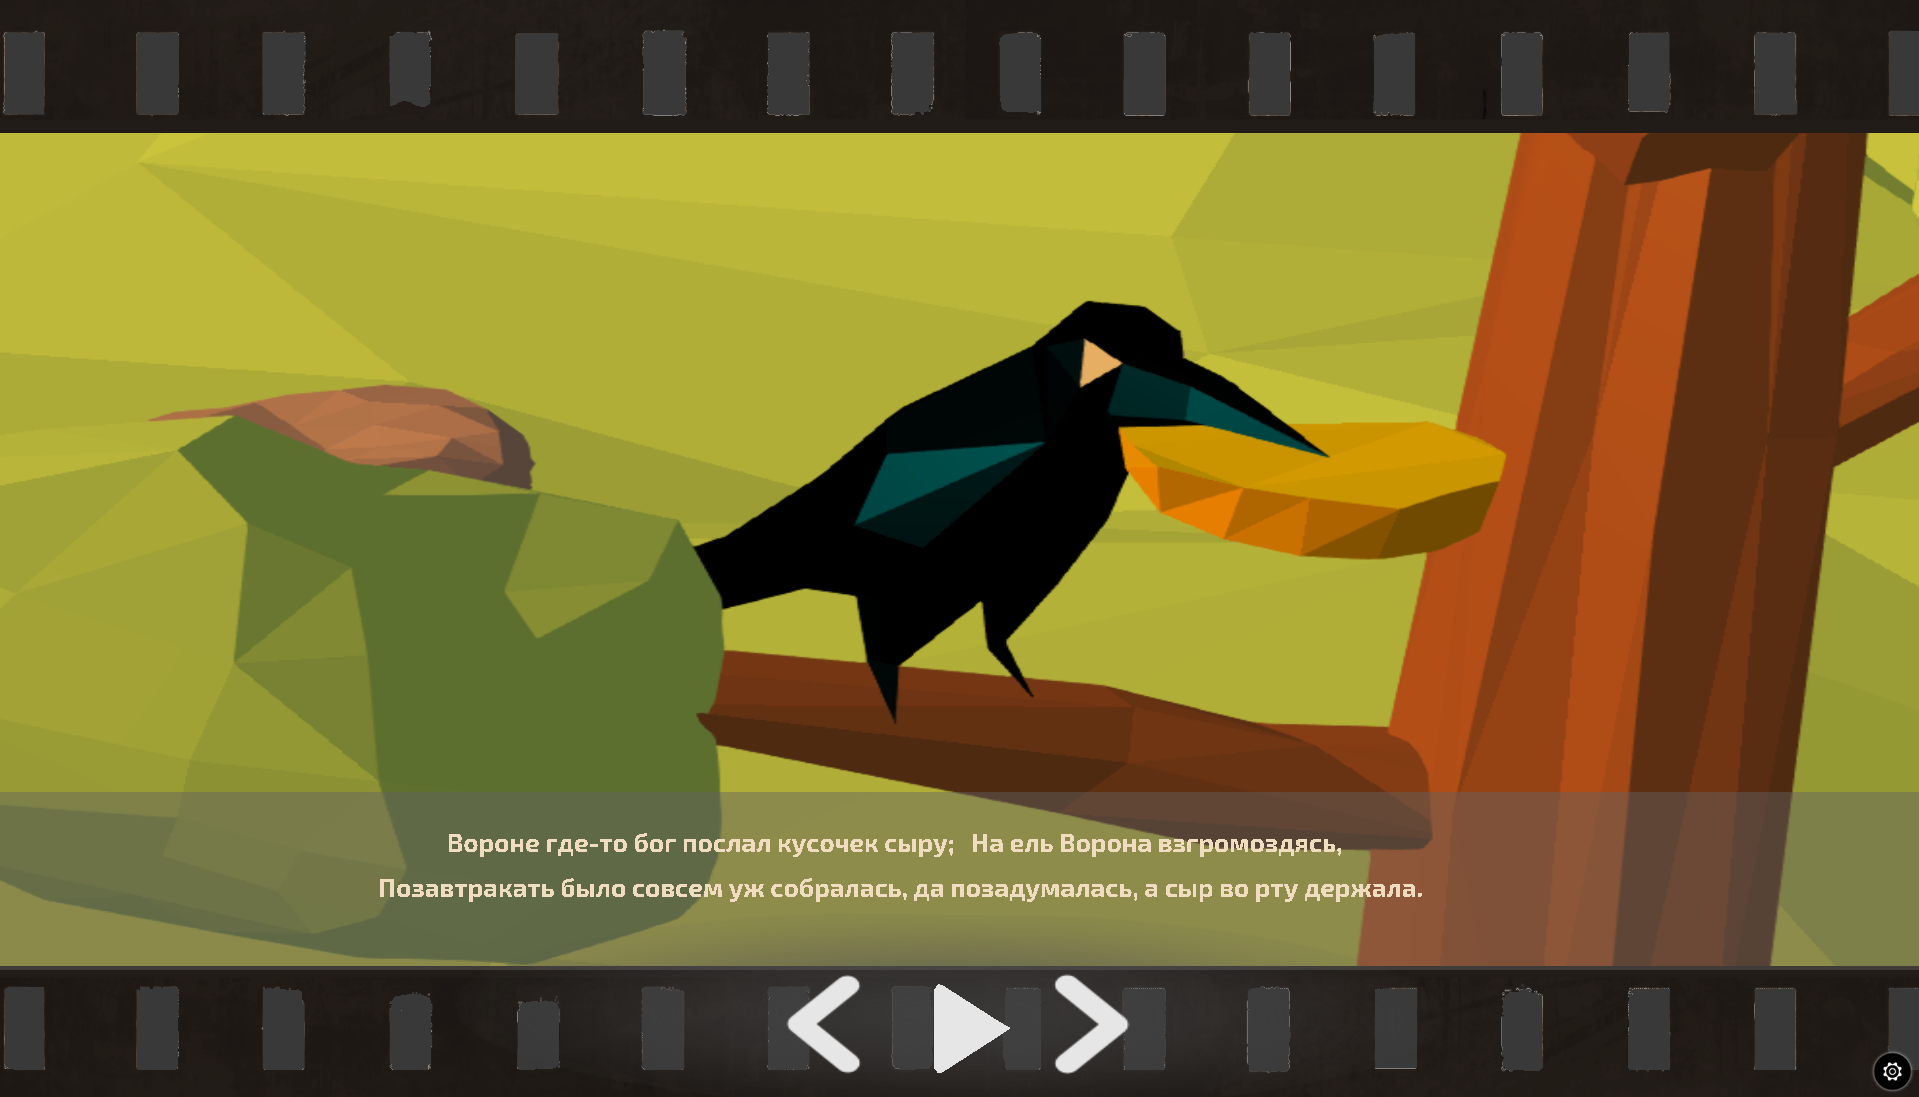 Вороне где-то бог послал кусочек сыру;   На ель Ворона взгромоздясь,
Позавтракать было совсем уж собралась, да позадумалась, а сыр во рту держала.